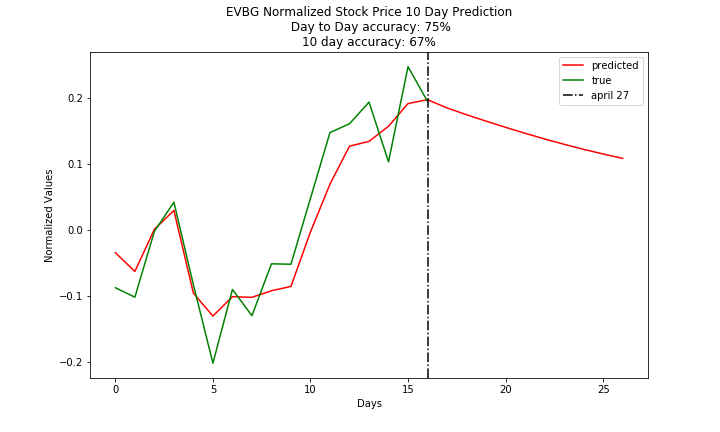 EVBG Normalized Stock Price 10 Day Prediction
Day to Day accuracy: 75%
10 day accuracy: 67%
predicted
true
april 27
0.2
0.1
0.0
−0.1
−0.2
Normalized Values
0 5 10 15 20 25
Days